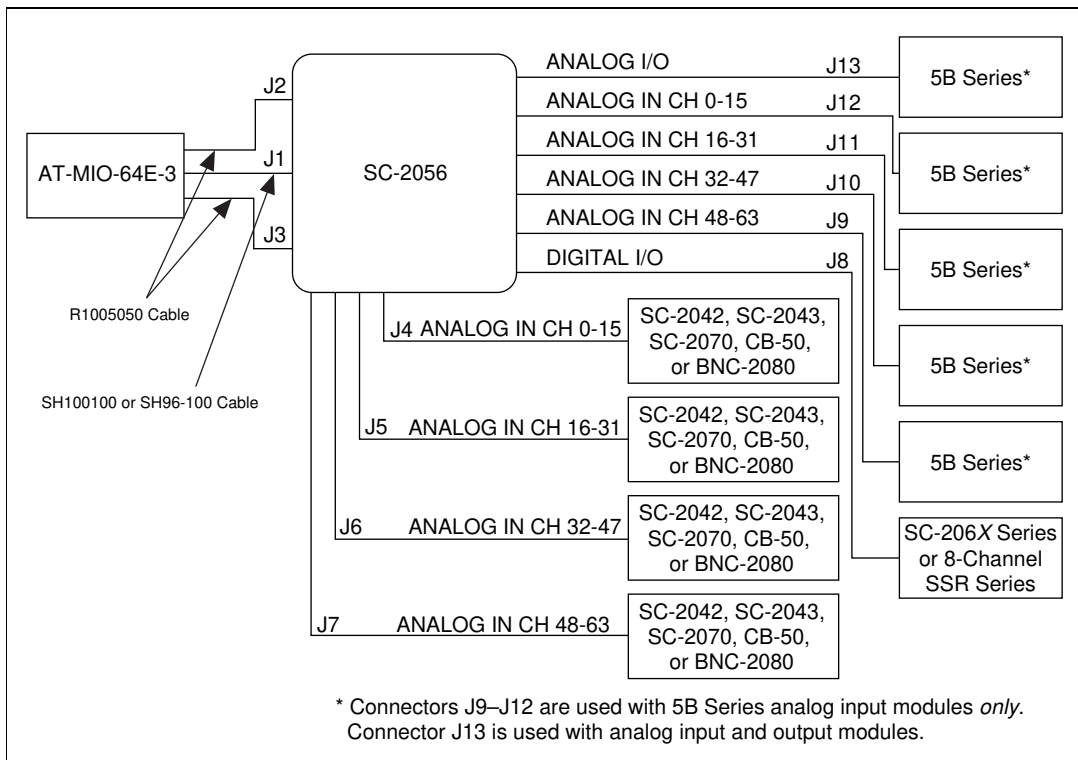 J2
J1
J3
AT-MIO-64E-3
R1005050 Cable
SH100100 or SH96-100 Cable
SC-2056
ANALOG I/O J13
ANALOG IN CH 0-15 J12
ANALOG IN CH 16-31 J11
ANALOG IN CH 32-47 J10
ANALOG IN CH 48-63 J9
DIGITAL I/O J8
5B Series*
5B Series*
5B Series*
5B Series*
5B Series*
SC-206X Series
or 8-Channel
SSR Series
J4 ANALOG IN CH 0-15
SC-2042, SC-2043,
SC-2070, CB-50,
or BNC-2080
J5 ANALOG IN CH 16-31
SC-2042, SC-2043,
SC-2070, CB-50,
or BNC-2080
J6 ANALOG IN CH 32-47
SC-2042, SC-2043,
SC-2070, CB-50,
or BNC-2080
J7 ANALOG IN CH 48-63
SC-2042, SC-2043,
SC-2070, CB-50,
or BNC-2080
* Connectors J9–J12 are used with 5B Series analog input modules only.
Connector J13 is used with analog input and output modules.